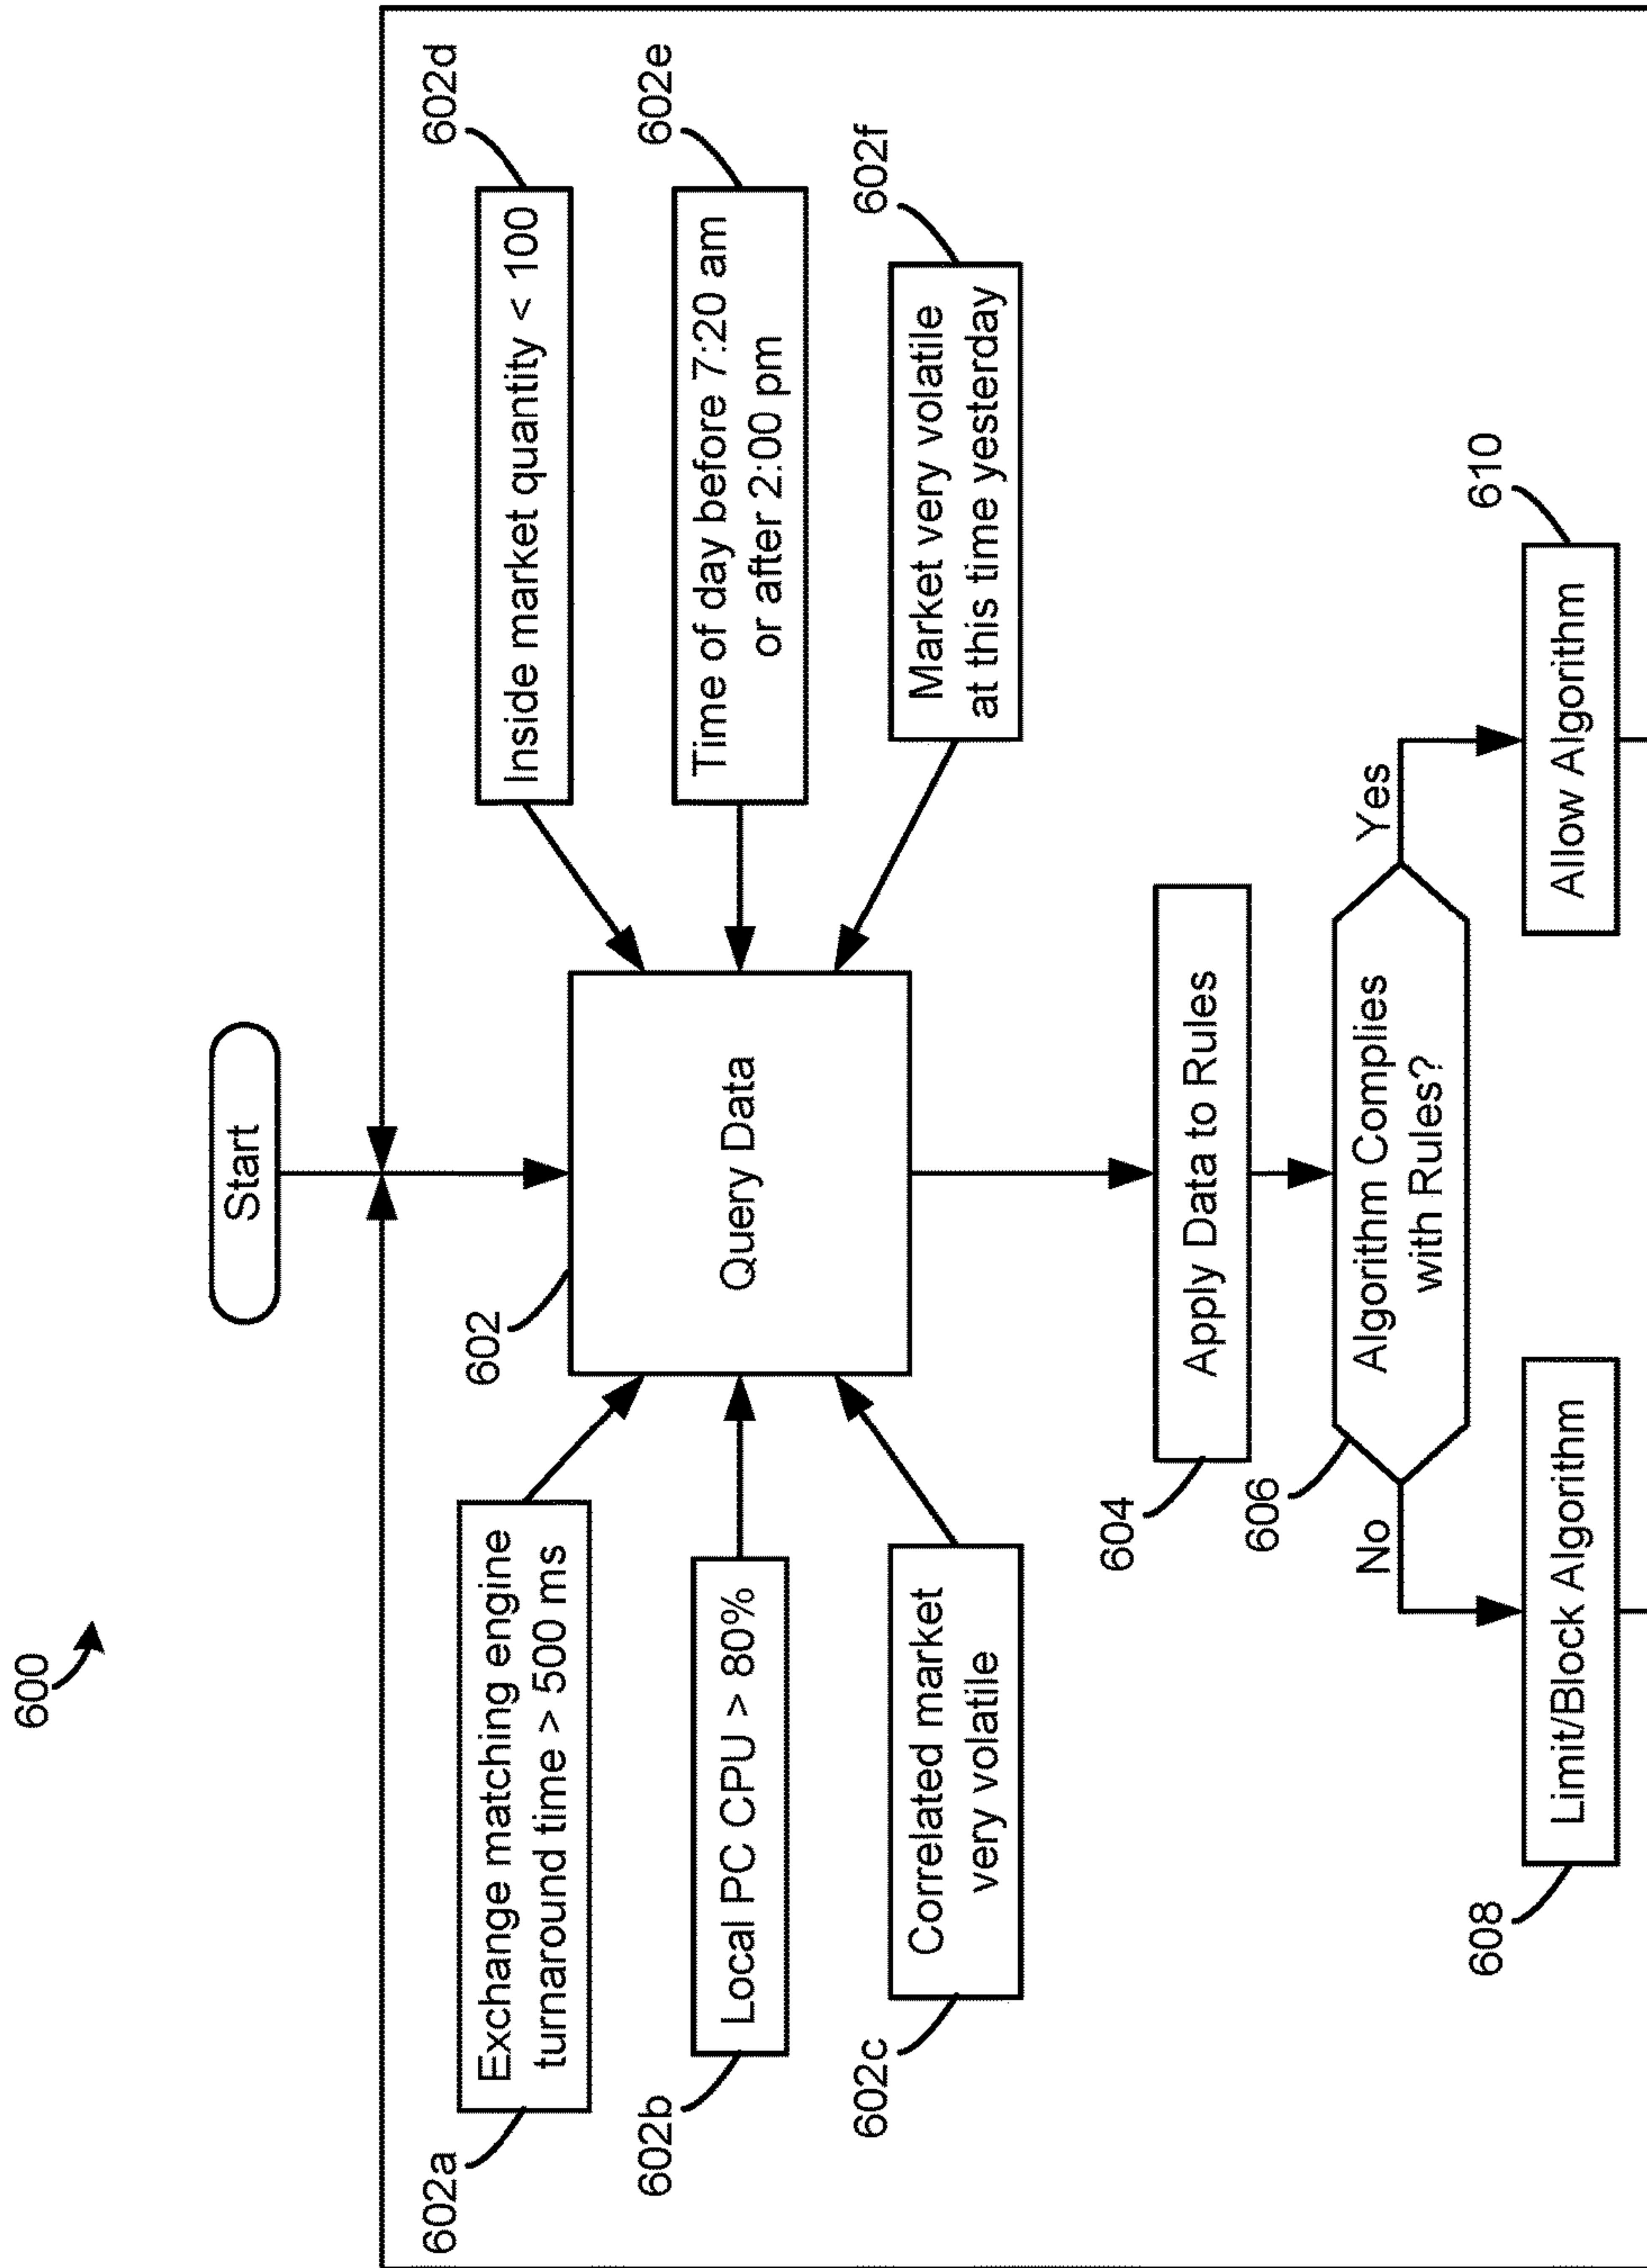 600
Start
602
Query Data
602a
Exchange matching engine
turnaround time > 500 ms
602b
Local PC CPU > 80%
602c
Correlated market
very volatile
602d
Inside market quantity < 100
602e
Time of day before 7:20 am
or after 2:00 pm
602f
Market very volatile
at this time yesterday
604
Apply Data to Rules
606
Algorithm Complies
with Rules?
No
Yes
608
Limit/Block Algorithm
610
Allow Algorithm